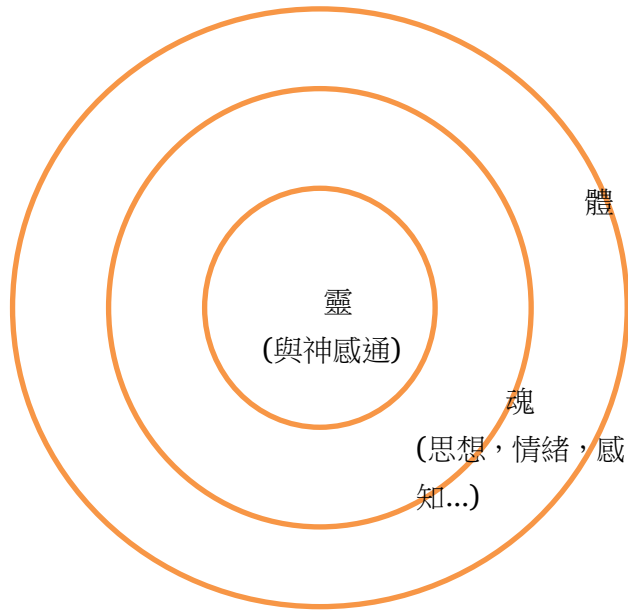 體
靈
(與神感通)
魂
(思想，情緒，感
知...)